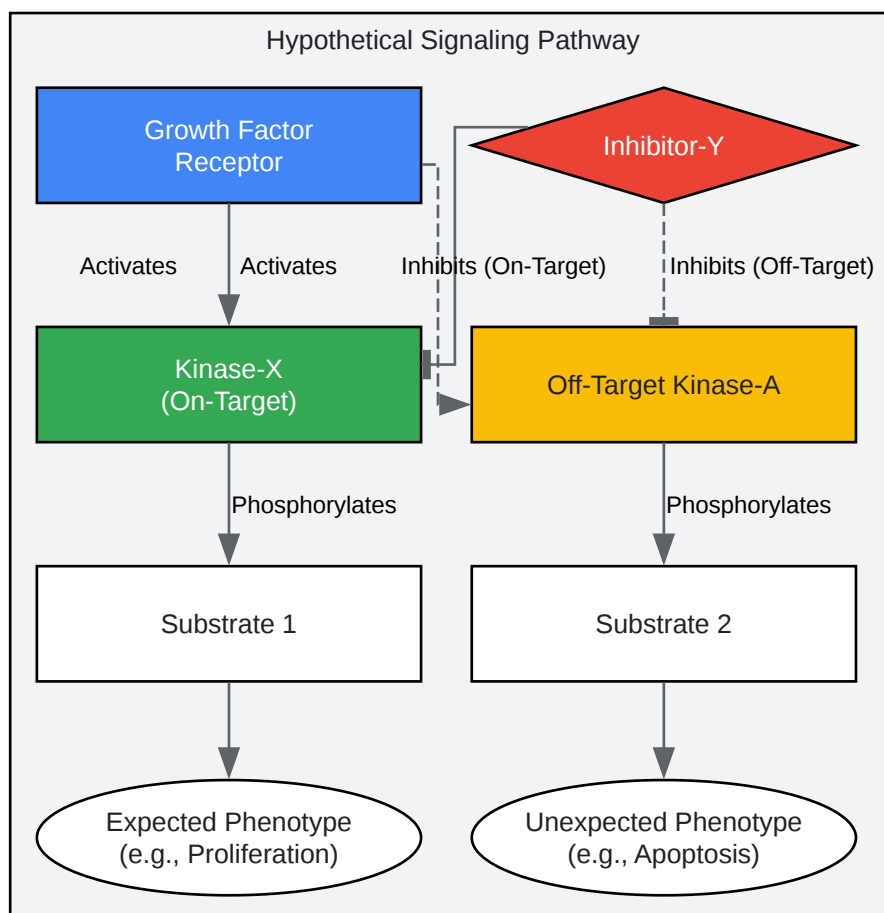 Hypothetical Signaling Pathway
Growth Factor
Receptor
Inhibitor-Y
Activates
Activates
Inhibits (On-Target)
Inhibits (Off-Target)
Kinase-X
(On-Target)
Off-Target Kinase-A
Phosphorylates
Phosphorylates
Substrate 1
Substrate 2
Expected Phenotype
(e.g., Proliferation)
Unexpected Phenotype
(e.g., Apoptosis)